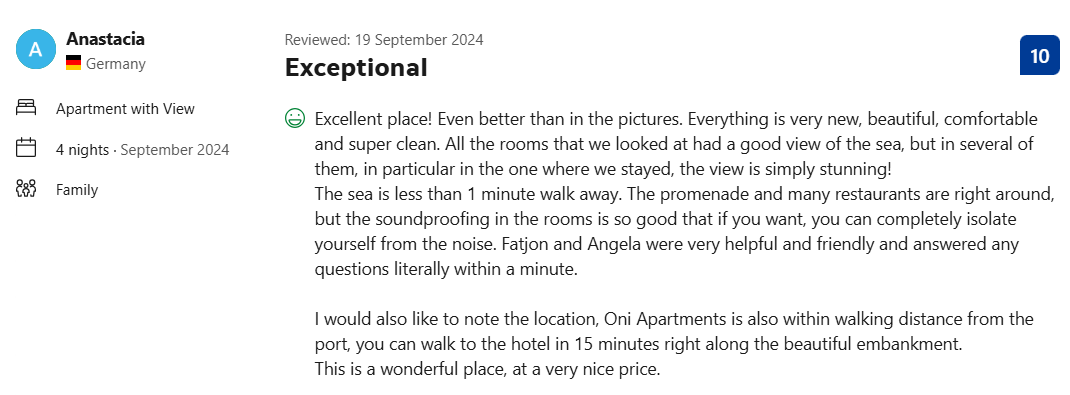 A
Anastacia
Germany
Apartment with View
4 nights · September 2024
Family
Reviewed: 19 September 2024
Exceptional
10
Excellent place! Even better than in the pictures. Everything is very new, beautiful, comfortable
and super clean. All the rooms that we looked at had a good view of the sea, but in several of
them, in particular in the one where we stayed, the view is simply stunning!
The sea is less than 1 minute walk away. The promenade and many restaurants are right around,
but the soundproofing in the rooms is so good that if you want, you can completely isolate
yourself from the noise. Fatjon and Angela were very helpful and friendly and answered any
questions literally within a minute.
I would also like to note the location, Oni Apartments is also within walking distance from the
port, you can walk to the hotel in 15 minutes right along the beautiful embankment.
This is a wonderful place, at a very nice price.